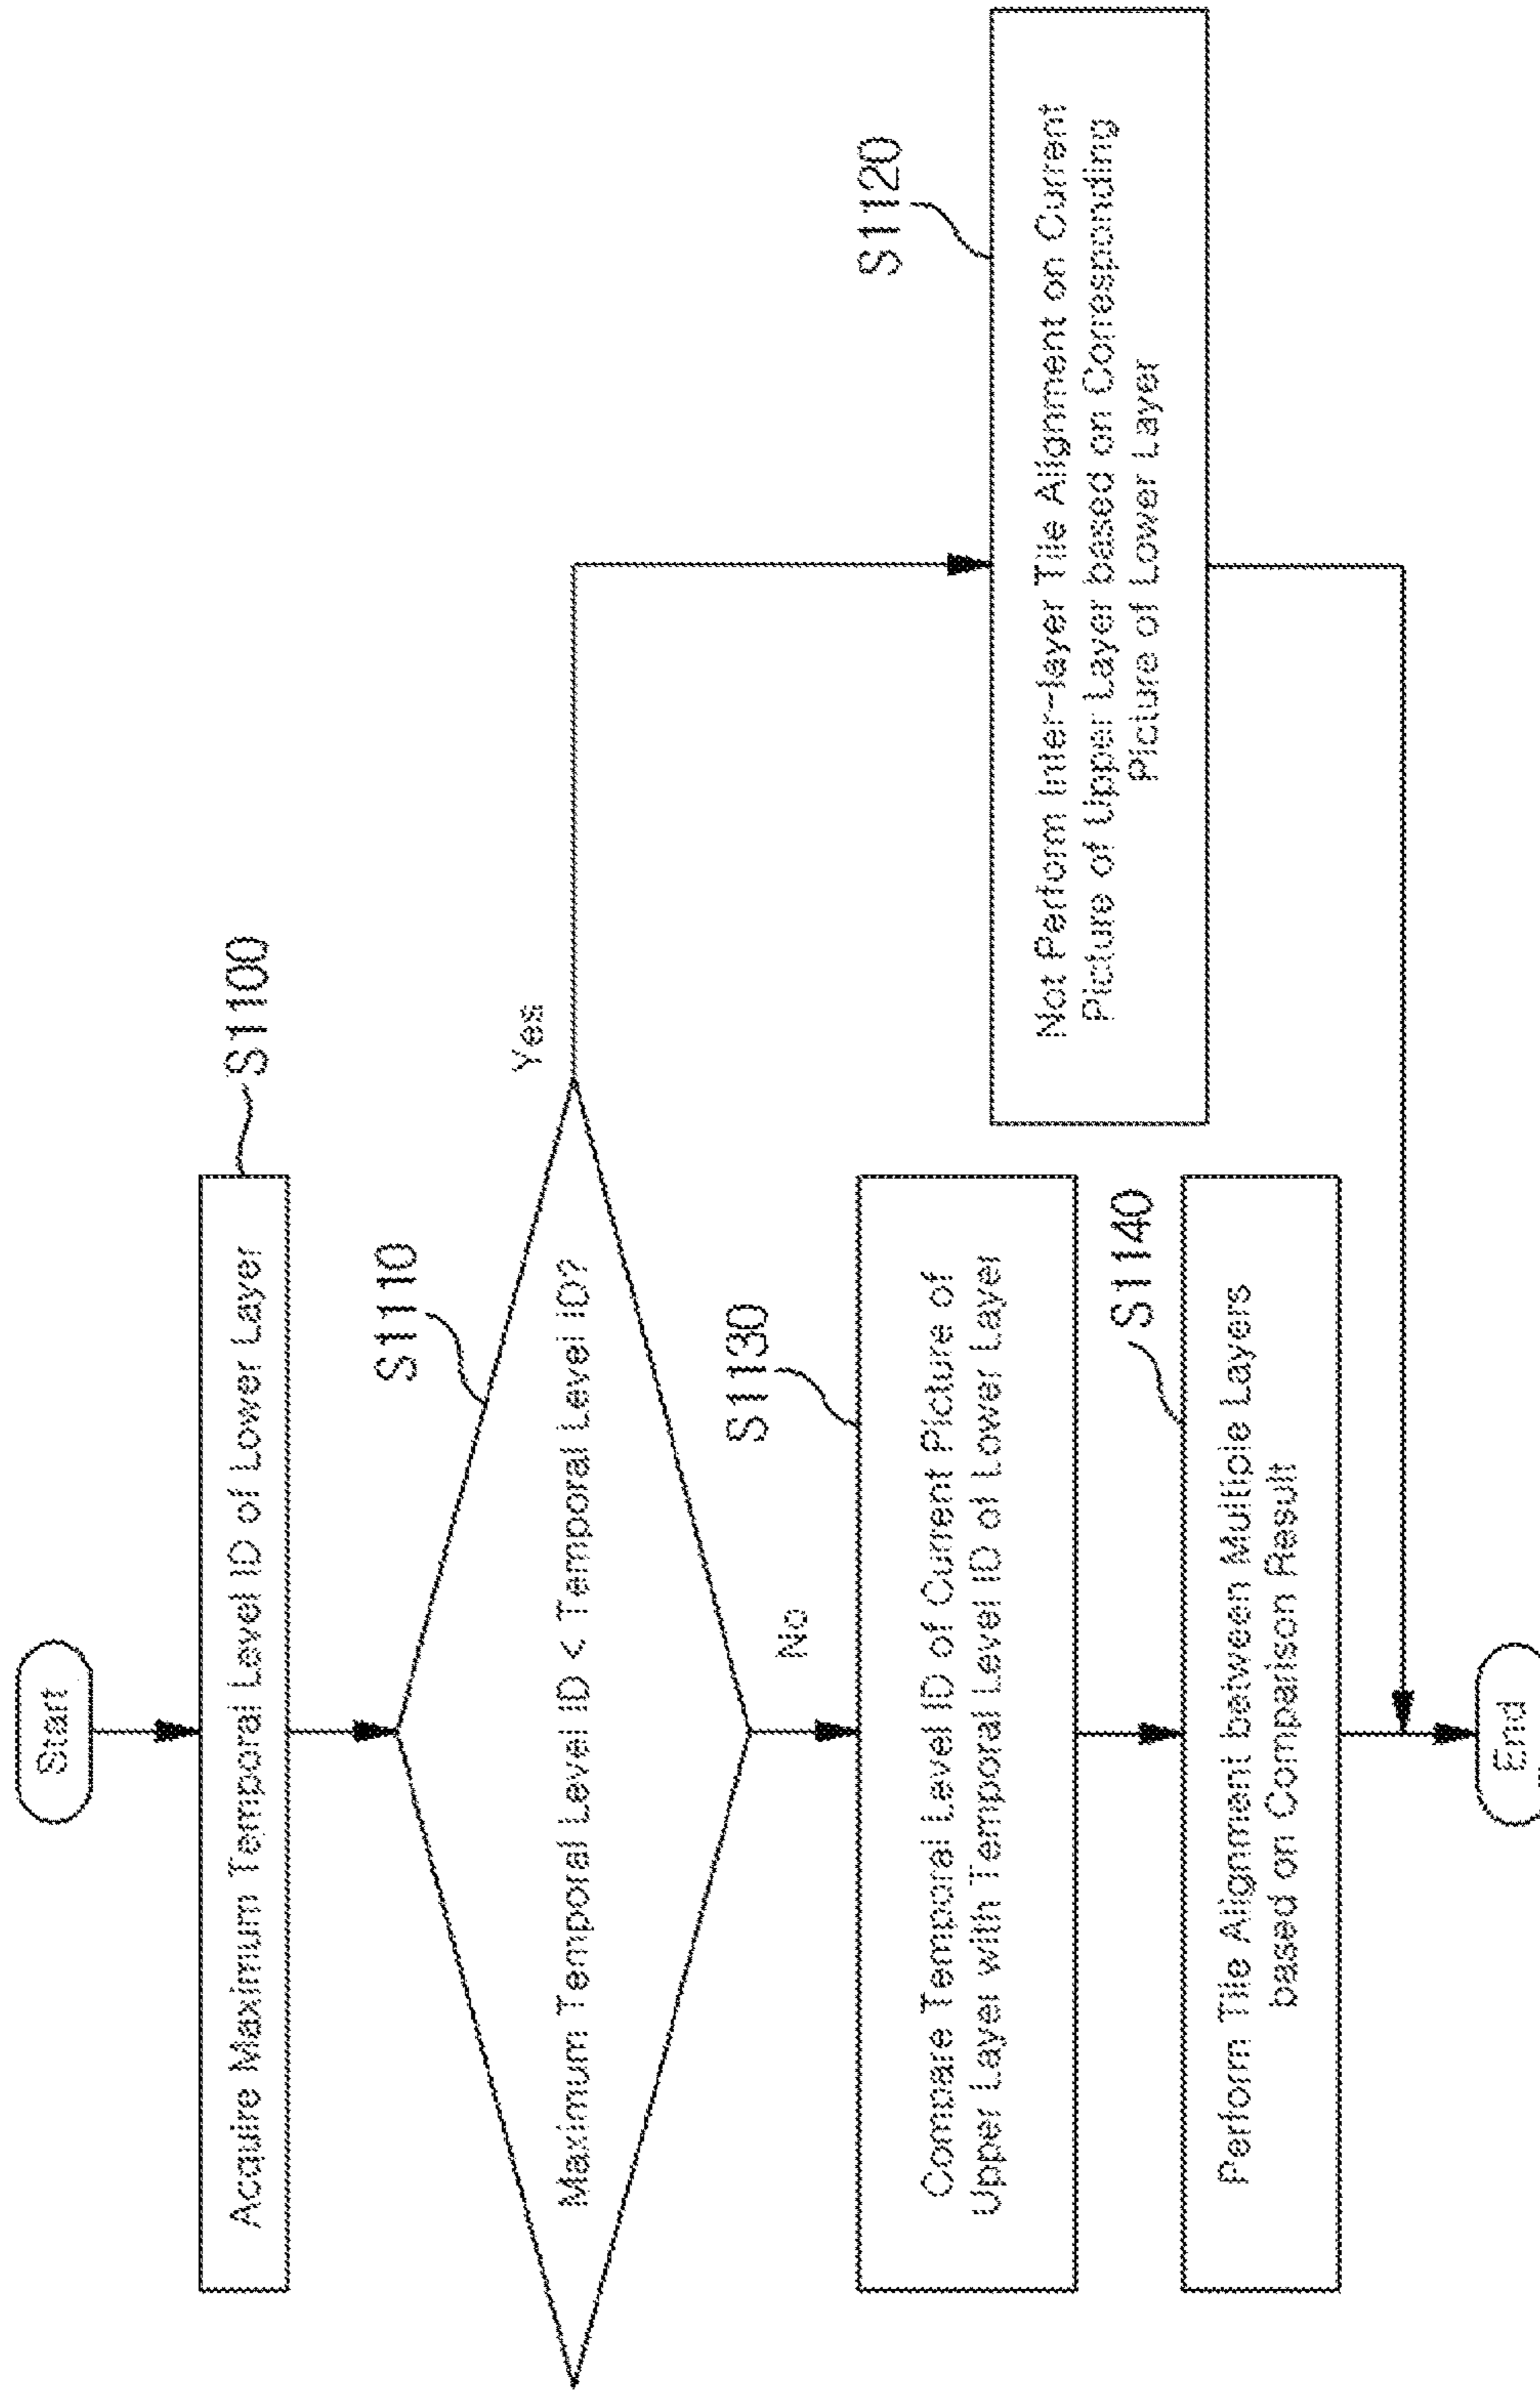 Start
Acquire Maximum Temporal Level ID of Lower Layer
S1100
S1110
Maximum Temporal Level ID < Temporal Level ID?
Yes
No
S1120
Not Perform Inter-layer Tile Alignment on Current
Picture of Upper Layer based on Corresponding
Picture of Lower Layer
S1130
Compare Temporal Level ID of Current Picture of
Upper Layer with Temporal Level ID of Lower Layer
S1140
Perform Tile Alignment between Multiple Layers
based on Comparison Result
End